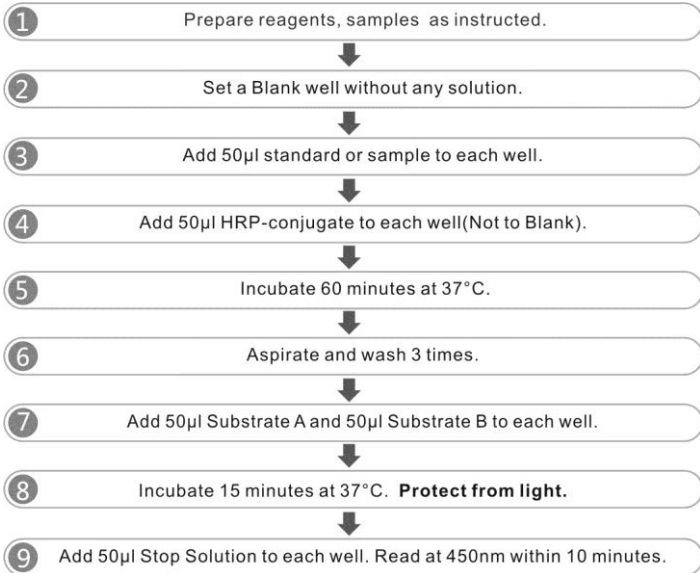 1 Prepare reagents, samples as instructed.
2 Set a Blank well without any solution.
3 Add 50µl standard or sample to each well.
4 Add 50µl HRP-conjugate to each well(Not to Blank).
5 Incubate 60 minutes at 37°C.
6 Aspirate and wash 3 times.
7 Add 50µl Substrate A and 50µl Substrate B to each well.
8 Incubate 15 minutes at 37°C. Protect from light.
9 Add 50µl Stop Solution to each well. Read at 450nm within 10 minutes.